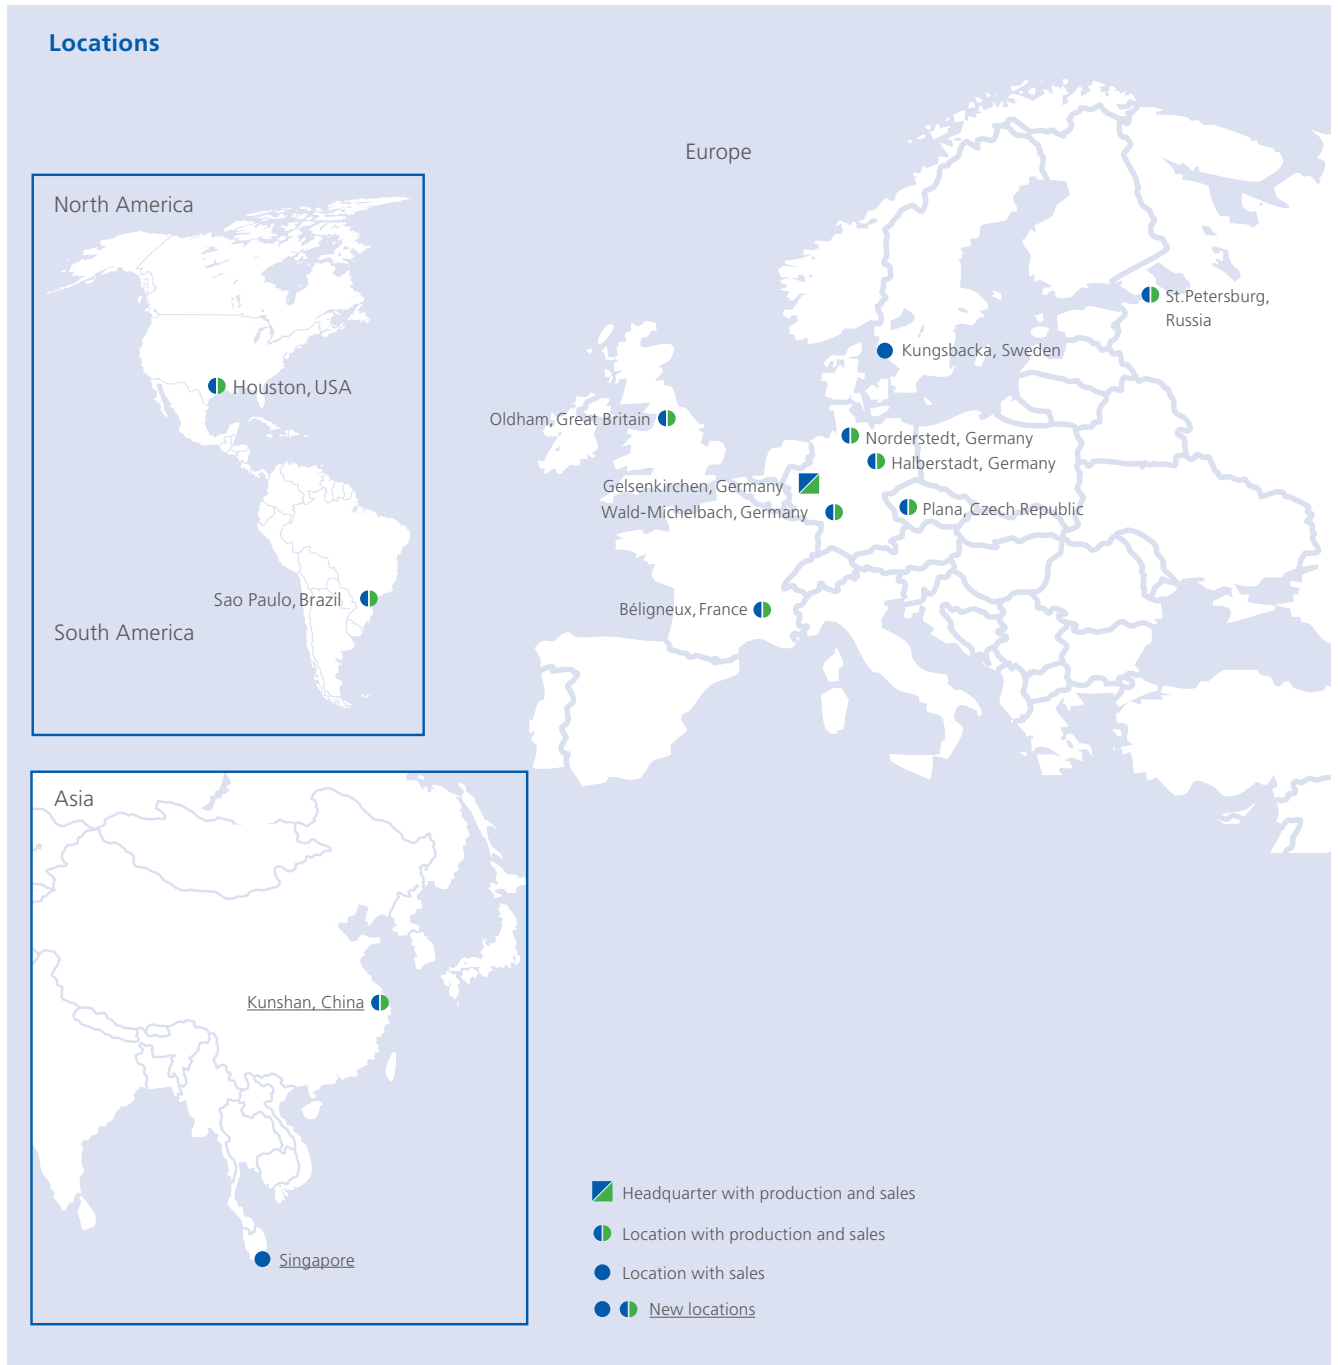 Locations
Europe
North America
Houston, USA
Sao Paulo, Brazil
South America
St.Petersburg,
Russia
Kungsbacka, Sweden
Oldham, Great Britain
Norderstedt, Germany
Halberstadt, Germany
Gelsenkirchen, Germany
Wald-Michelbach, Germany
Plana, Czech Republic
Béligneux, France
Asia
Kunshan, China
Singapore
Headquarter with production and sales
Location with production and sales
Location with sales
New locations